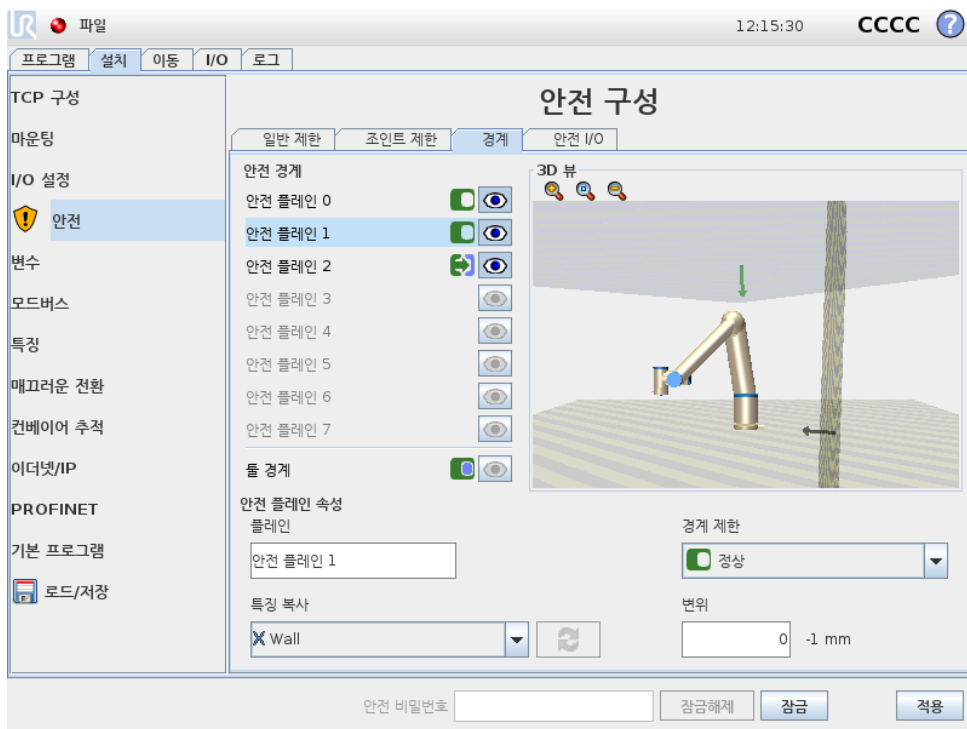 UR 파일 12:15:30 CCCC ?
프로그램 설치 이동 I/O 로그
TCP 구성
마운팅
I/O 설정
안전
변수
모드버스
특징
매끄러운 전환
컨베이어 추적
이더넷/IP
PROFINET
기본 프로그램
로드/저장
안전 구성
일반 제한 조인트 제한 경계 안전 I/O
안전 경계
안전 플레인 0
안전 플레인 1
안전 플레인 2
안전 플레인 3
안전 플레인 4
안전 플레인 5
안전 플레인 6
안전 플레인 7
툴 경계
3D 뷰
안전 플레인 속성
플레인
안전 플레인 1
경계 제한
정상
특징 복사
Wall
변위
0 -1 mm
안전 비밀번호 잠금해제 잠금 적용